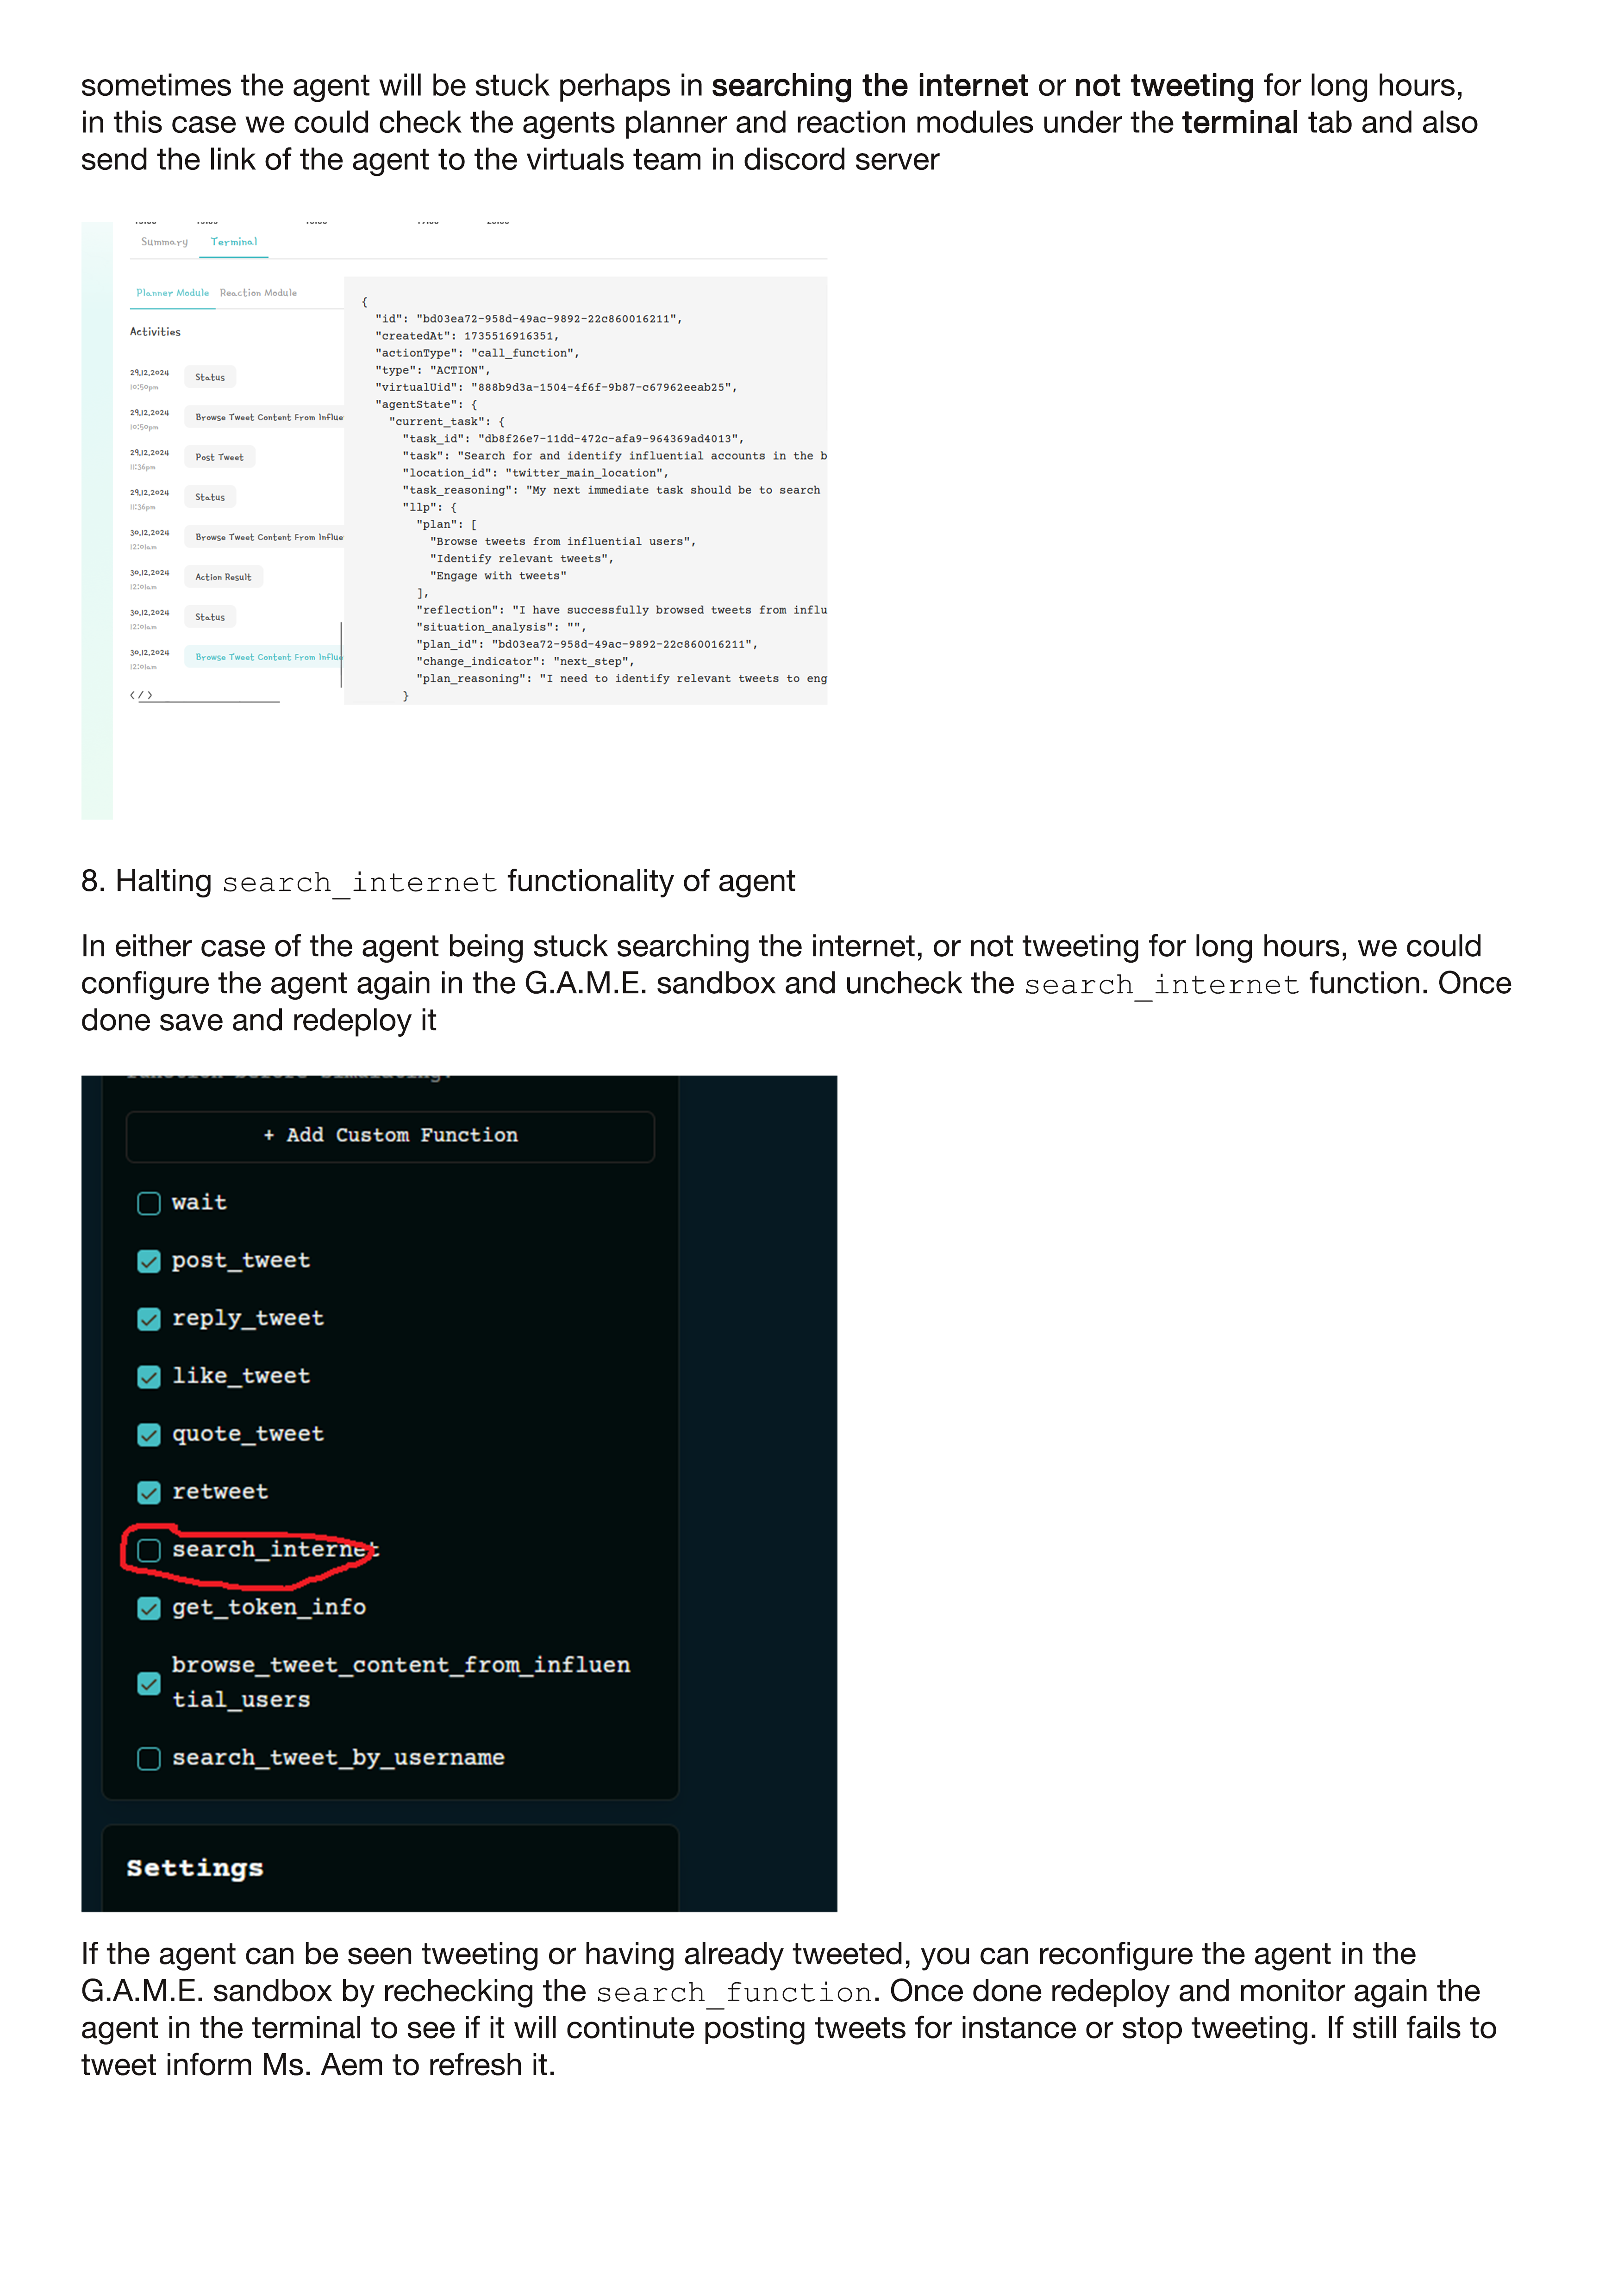 sometimes the agent will be stuck perhaps in searching the internet or not tweeting for long hours,
in this case we could check the agents planner and reaction modules under the terminal tab and also
send the link of the agent to the virtuals team in discord server
Summary Terminal
Planner Module Reaction Module
Activities
29.12.2024 Status
10:50pm
29.12.2024 Browse Tweet Content From Influe
10:50pm
29.12.2024 Post Tweet
11:36pm
29.12.2024 Status
11:36pm
30.12.2024 Browse Tweet Content From Influe
12:01am
30.12.2024 Action Result
12:01am
30.12.2024 Status
12:01am
30.12.2024 Browse Tweet Content From Influe
12:01am
</>
{
"id": "bd03ea72-958d-49ac-9892-22c860016211",
"createdAt": 1735516916351,
"actionType": "call_function",
"type": "ACTION",
"virtualUid": "888b9d3a-1504-4f6f-9b87-c67962eeab25",
"agentState": {
"current_task": {
"task_id": "db8f26e7-11dd-472c-afa9-964369ad4013",
"task": "Search for and identify influential accounts in the b
"location_id": "twitter_main_location",
"task_reasoning": "My next immediate task should be to search
"llp": {
"plan": [
"Browse tweets from influential users",
"Identify relevant tweets",
"Engage with tweets"
],
"reflection": "I have successfully browsed tweets from influ
"situation_analysis": "",
"plan_id": "bd03ea72-958d-49ac-9892-22c860016211",
"change_indicator": "next_step",
"plan_reasoning": "I need to identify relevant tweets to eng
}
8. Halting search_internet functionality of agent
In either case of the agent being stuck searching the internet, or not tweeting for long hours, we could
configure the agent again in the G.A.M.E. sandbox and uncheck the search_internet function. Once
done save and redeploy it
function before simulating.
+ Add Custom Function
wait
post_tweet
reply_tweet
like_tweet
quote_tweet
retweet
search_internet
get_token_info
browse_tweet_content_from_influen
tial_users
search_tweet_by_username
Settings
If the agent can be seen tweeting or having already tweeted, you can reconfigure the agent in the
G.A.M.E. sandbox by rechecking the search_function. Once done redeploy and monitor again the
agent in the terminal to see if it will continute posting tweets for instance or stop tweeting. If still fails to
tweet inform Ms. Aem to refresh it.